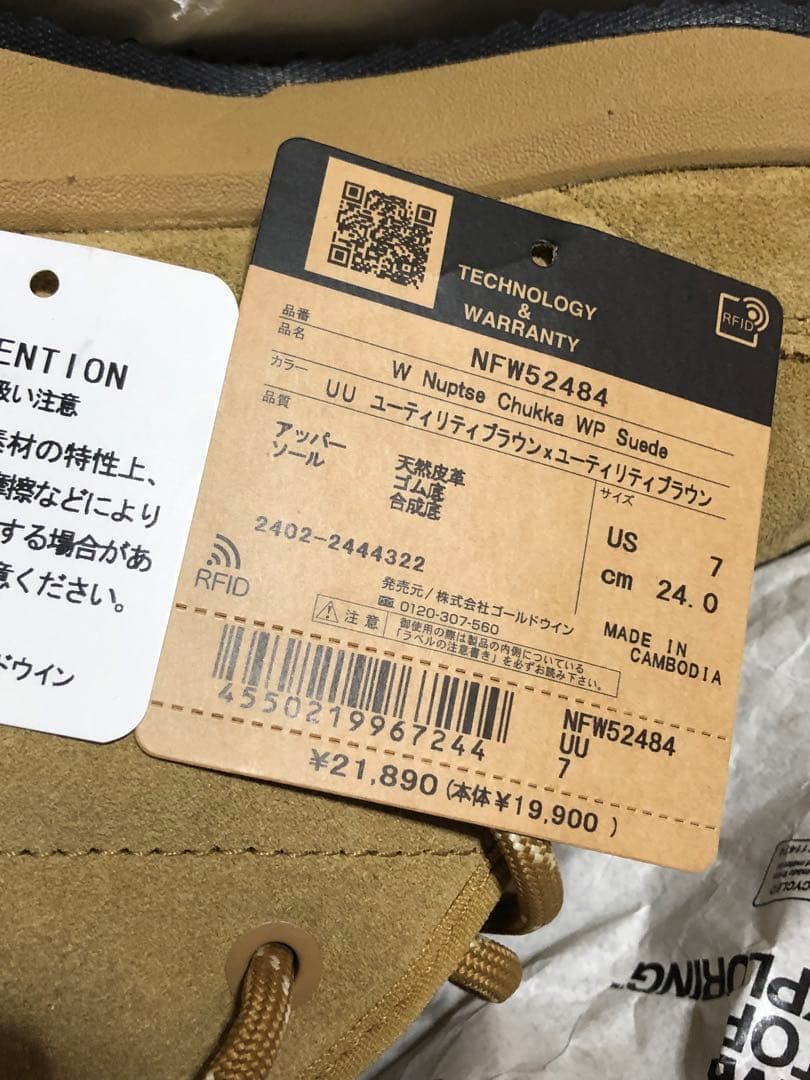 TECHNOLOGY
&
WARRANTY
RFID
品番 NFW52484
品名 W Nuptse Chukka WP Suede
カラー UU ユーティリティブラウンxユーティリティブラウン
品質
アッパー 天然皮革
ソール ゴム底
合成底
サイズ
US 7
cm 24.0
2402-2444322
RFID
発売元/株式会社ゴールドウイン
0120-307-560
MADE IN
CAMBODIA
注意 御使用の際は製品の内側についている
「ラベルの注意書き」を必ずお読み下さい。
4550219967244
NFW52484
UU
7
¥21,890 (本体¥19,900 )
ENTION
扱い注意
素材の特性上、
摩擦などにより
する場合があ
意ください。
ドウイン